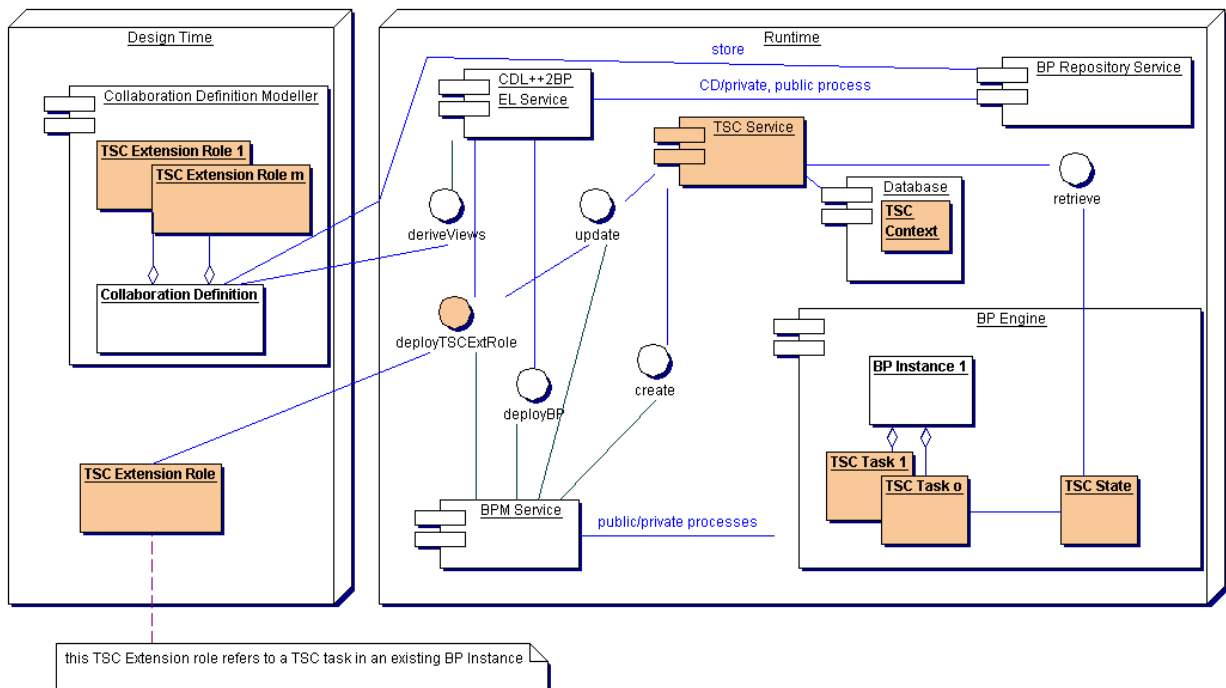 Design Time
Collaboration Definition Modeller
TSC Extension Role 1
TSC Extension Role m
Collaboration Definition
TSC Extension Role
this TSC Extension role refers to a TSC task in an existing BP Instance
Runtime
store
CDL++2BP
EL Service
CD/private, public process
BP Repository Service
TSC Service
Database
TSC
Context
retrieve
deriveViews
update
deployTSCExtRole
deployBP
create
BP Engine
BP Instance 1
TSC Task 1
TSC Task o
TSC State
BPM Service
public/private processes